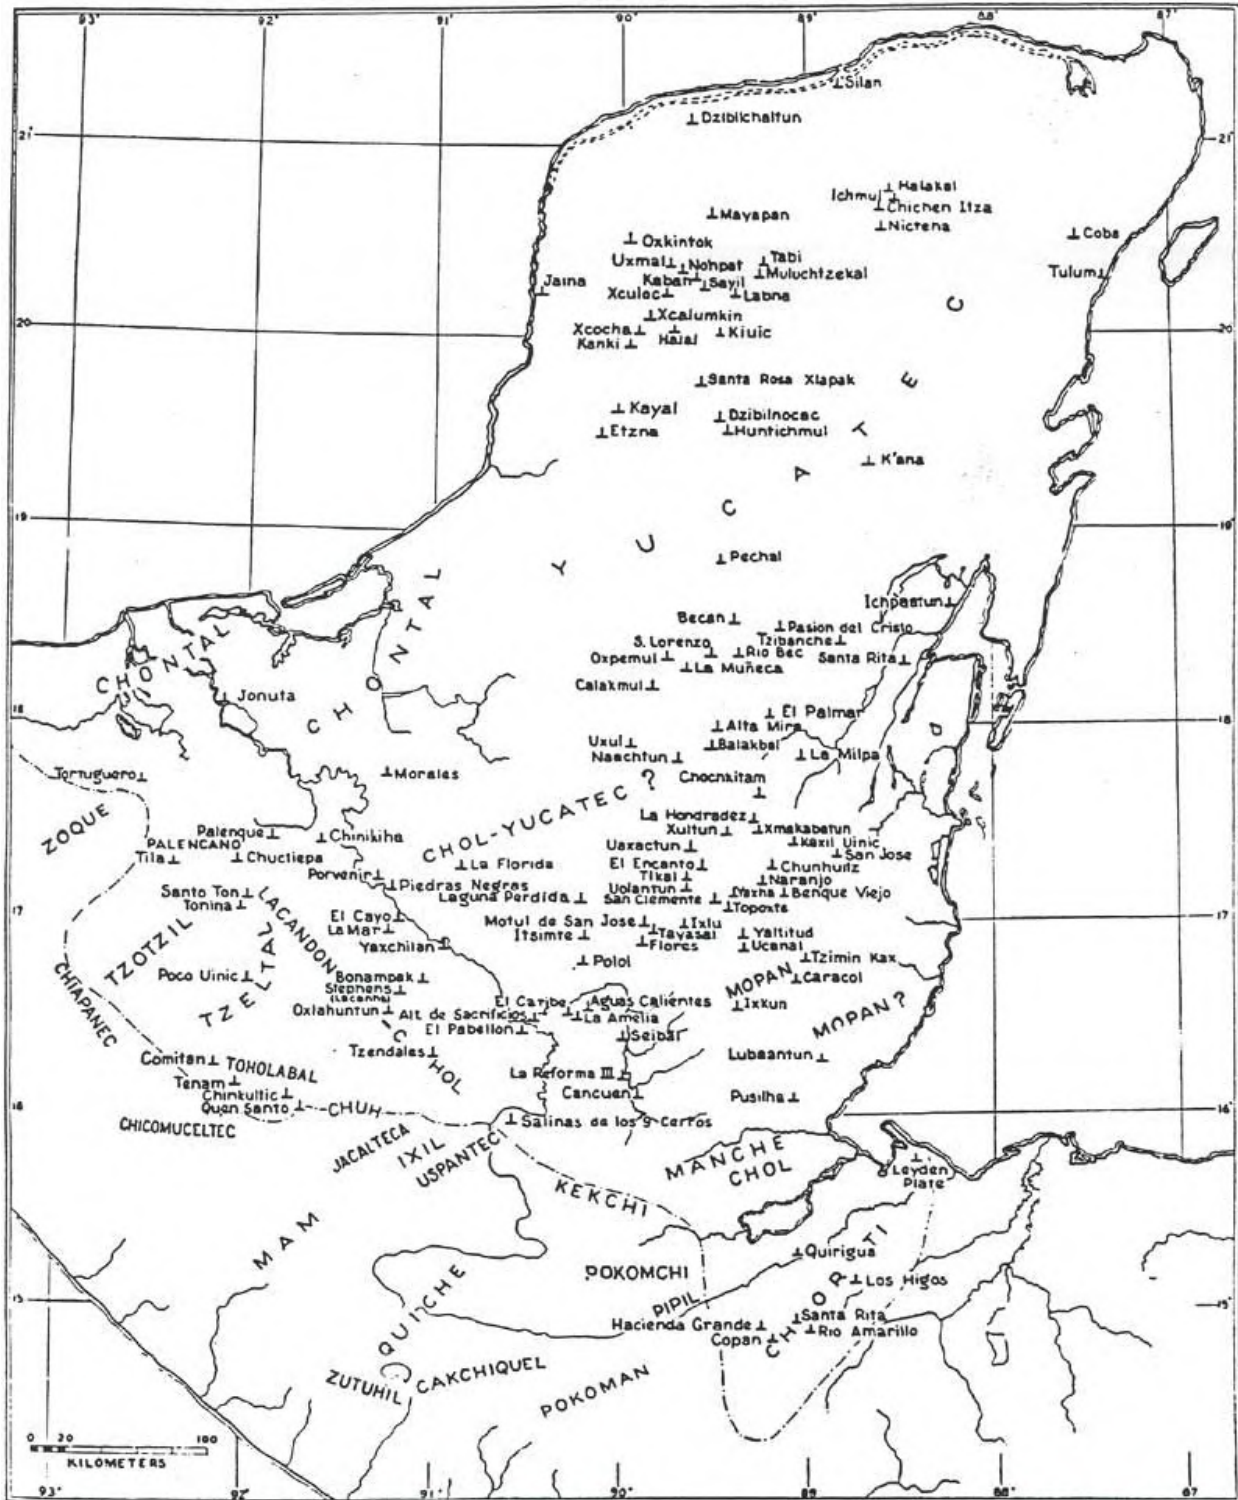 93° 92° 91° 90° 89° 88° 87°
Silan
Dziblichaltun
21° 21°
Halakal
Ichmul
Chichen Itza
Mayapan
Nictena
Coba
Oxkintok
Tabi
Uxmal Nohpat
Muluchtzekal
Tulum
Kabah Sayil
Jaina
Xculoc Labna
Xcalumkin
20 20°
Xcocha Halal Kiuic
Kanki
Santa Rosa Xlapak
Kayal
Dzibilnocac
Etzna Huntichmul
K'ana
YUCATEC
19 19°
Pechal
Ichpaatun
Becan
Pasion del Cristo
Tzibanche
S. Lorenzo
Rio Bec
Oxpemul Santa Rita
La Muñeca
Calakmul
CHONTAL
CHONTAL
Jonuta
El Palmar
18 18°
Alta Mira
Uxul Balakbal
Naachtun La Milpa
Morales
Tortuguero
Chochkitam
CHOL-YUCATEC ?
ZOQUE
La Hondradez
Xultun Xmakabatun
Palenque Chinikiha
PALENCANO
Kaxil Uinic
Uaxactun
San Jose
Tila Chuctiepa
La Florida
El Encanto Chunhuitz
Porvenir
Tikal Naranjo
Piedras Negras
Uolantun
Santo Ton
Laguna Perdida
San Clemente Yaxha Benque Viejo
Tonina
Topoxte
17 17°
El Cayo
Motul de San Jose Ixlu
La Mar
Itsimte Tayasal Yaltitud
Yaxchilan
Flores Ucanal
LACANDON-CHOL
TZOTZIL
TZELTAL
CHIAPANEC
Polol
Tzimin Kax
Poco Uinic
Bonampak
MOPAN
Caracol
Stephens
(Lacanha)
El Caribe Aguas Calientes
Ixkun
MOPAN ?
Oxlahuntun Alt. de Sacrificios La Amelia
El Pabellon
Seibal
Tzendales
Lubaantun
Comitan TOHOLABAL
La Reforma III
Tenam
Chinkultic
Cancuen
Pusilha
Quen Santo CHUH
16 16°
Salinas de los 9 Cerros
CHICOMUCELTEC
JACALTECA
IXIL
USPANTECI
MANCHE
CHOL
Leyden
Plate
KEKCHI
MAM
CHORTI
Quirigua
POKOMCHI
Los Higos
15 15°
PIPIL
QUICHE
Santa Rita
Hacienda Grande
Rio Amarillo
Copan
ZUTUHIL CAKCHIQUEL
POKOMAN
0 20 100
KILOMETERS
93° 92° 91° 90° 89° 88° 87